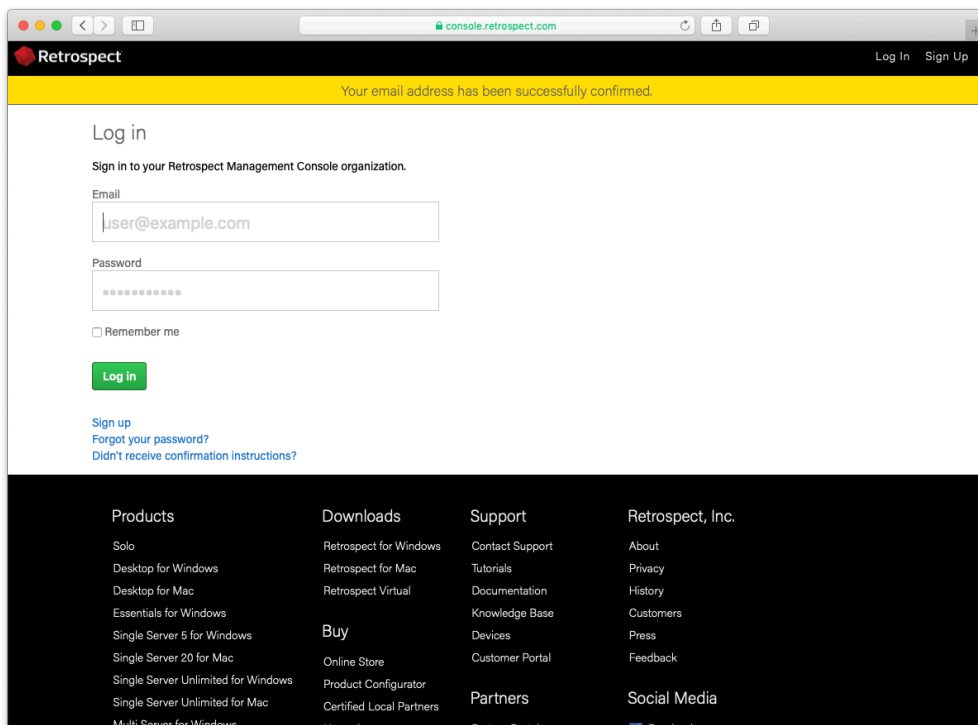 console.retrospect.com
Retrospect
Log In Sign Up
Your email address has been successfully confirmed.
Log in
Sign in to your Retrospect Management Console organization.
Email
user@example.com
Password
Remember me
Log in
Sign up
Forgot your password?
Didn't receive confirmation instructions?
Products
Solo
Desktop for Windows
Desktop for Mac
Essentials for Windows
Single Server 5 for Windows
Single Server 20 for Mac
Single Server Unlimited for Windows
Single Server Unlimited for Mac
Multi Server for Windows
Downloads
Retrospect for Windows
Retrospect for Mac
Retrospect Virtual
Buy
Online Store
Product Configurator
Certified Local Partners
Support
Contact Support
Tutorials
Documentation
Knowledge Base
Devices
Customer Portal
Partners
Retrospect, Inc.
About
Privacy
History
Customers
Press
Feedback
Social Media